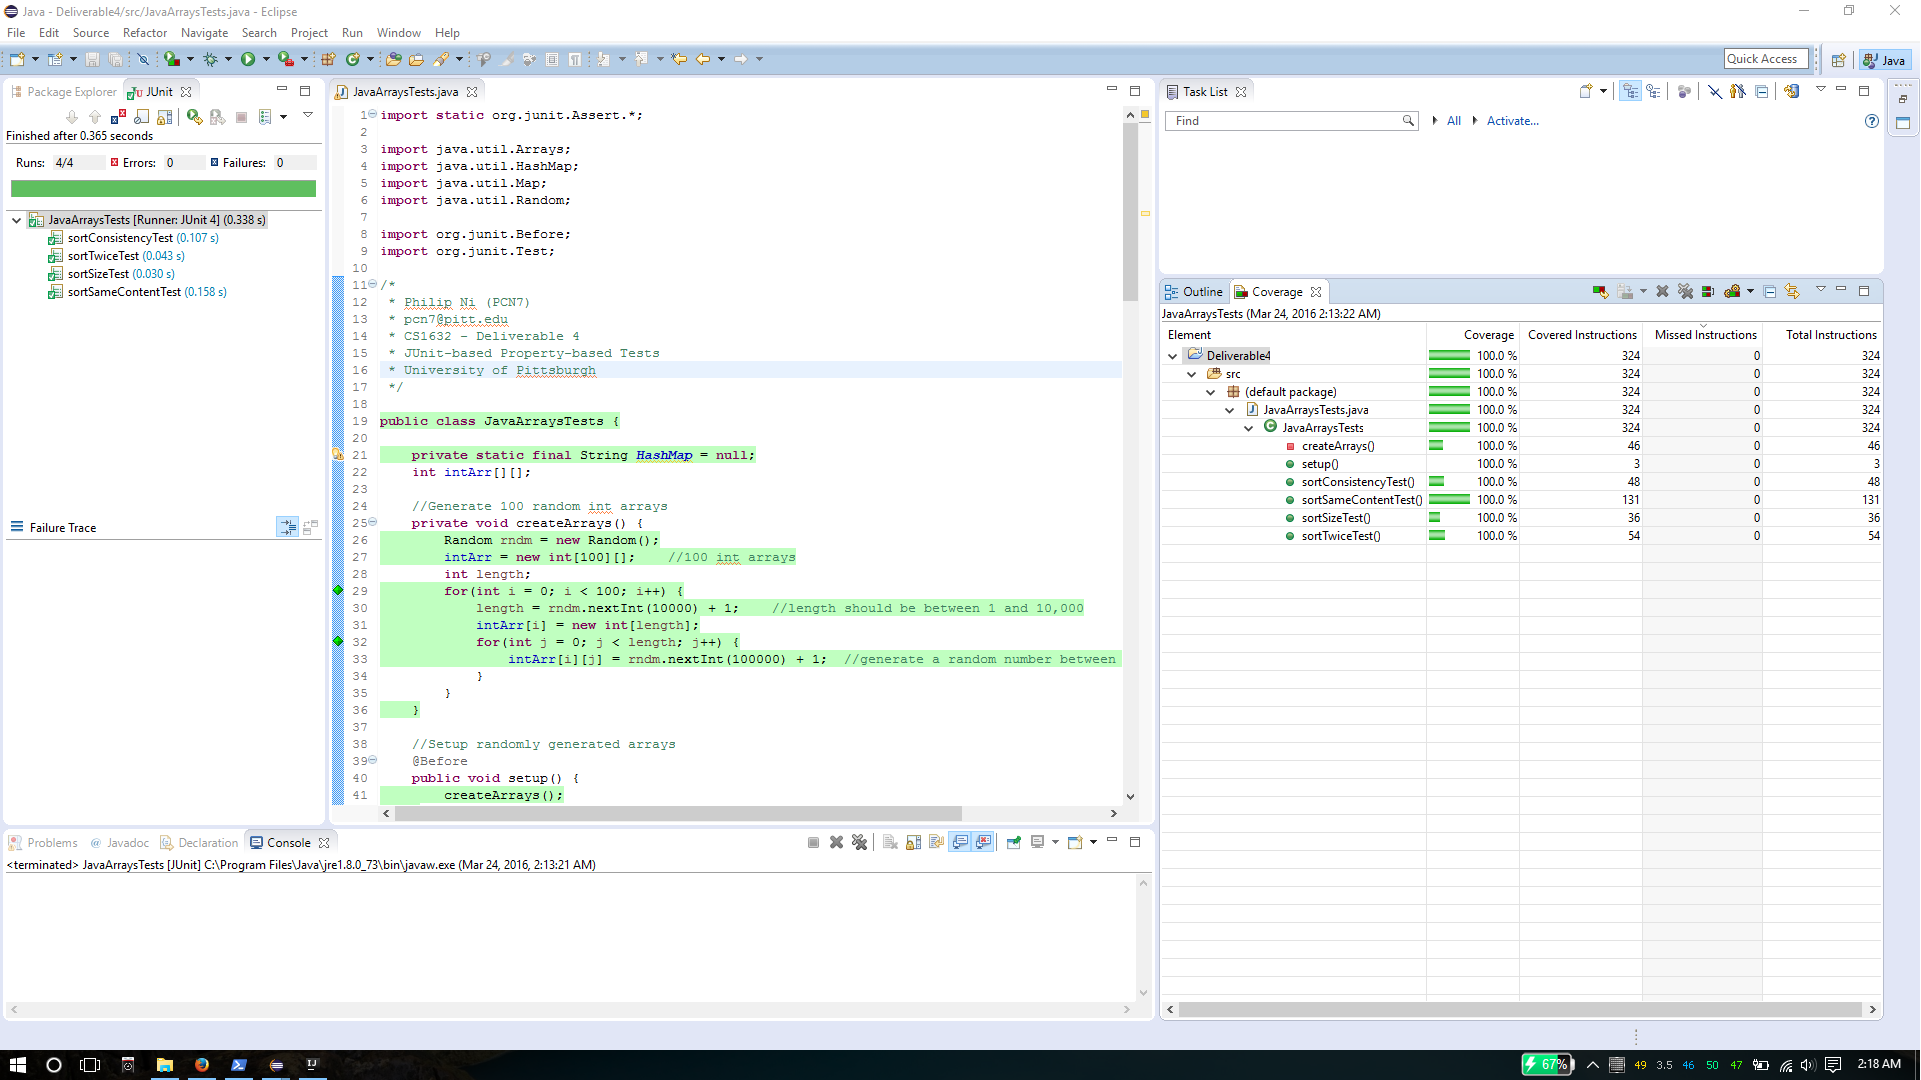 Java - Deliverable4/src/JavaArraysTests.java - Eclipse
File Edit Source Refactor Navigate Search Project Run Window Help
Quick Access
Java
Package Explorer JUnit
Finished after 0.365 seconds
Runs: 4/4 Errors: 0 Failures: 0
JavaArraysTests [Runner: JUnit 4] (0.338 s)
sortConsistencyTest (0.107 s)
sortTwiceTest (0.043 s)
sortSizeTest (0.030 s)
sortSameContentTest (0.158 s)
Failure Trace
JavaArraysTests.java
1 import static org.junit.Assert.*;
2
3 import java.util.Arrays;
4 import java.util.HashMap;
5 import java.util.Map;
6 import java.util.Random;
7
8 import org.junit.Before;
9 import org.junit.Test;
10
11 /*
12 * Philip Ni (PCN7)
13 * pcn7@pitt.edu
14 * CS1632 - Deliverable 4
15 * JUnit-based Property-based Tests
16 * University of Pittsburgh
17 */
18
19 public class JavaArraysTests {
20
21 private static final String HashMap = null;
22 int intArr[][];
23
24 //Generate 100 random int arrays
25 private void createArrays() {
26 Random rndm = new Random();
27 intArr = new int[100][]; //100 int arrays
28 int length;
29 for(int i = 0; i < 100; i++) {
30 length = rndm.nextInt(10000) + 1; //length should be between 1 and 10,000
31 intArr[i] = new int[length];
32 for(int j = 0; j < length; j++) {
33 intArr[i][j] = rndm.nextInt(100000) + 1; //generate a random number between
34 }
35 }
36 }
37
38 //Setup randomly generated arrays
39 @Before
40 public void setup() {
41 createArrays();
Task List
Find All Activate...
Outline Coverage
JavaArraysTests (Mar 24, 2016 2:13:22 AM)
Element Coverage Covered Instructions Missed Instructions Total Instructions
Deliverable4 100.0 % 324 0 324
src 100.0 % 324 0 324
(default package) 100.0 % 324 0 324
JavaArraysTests.java 100.0 % 324 0 324
JavaArraysTests 100.0 % 324 0 324
createArrays() 100.0 % 46 0 46
setup() 100.0 % 3 0 3
sortConsistencyTest() 100.0 % 48 0 48
sortSameContentTest() 100.0 % 131 0 131
sortSizeTest() 100.0 % 36 0 36
sortTwiceTest() 100.0 % 54 0 54
Problems @ Javadoc Declaration Console
<terminated> JavaArraysTests [JUnit] C:\Program Files\Java\jre1.8.0_73\bin\javaw.exe (Mar 24, 2016, 2:13:21 AM)
67% 49 3.5 46 50 47 2:18 AM